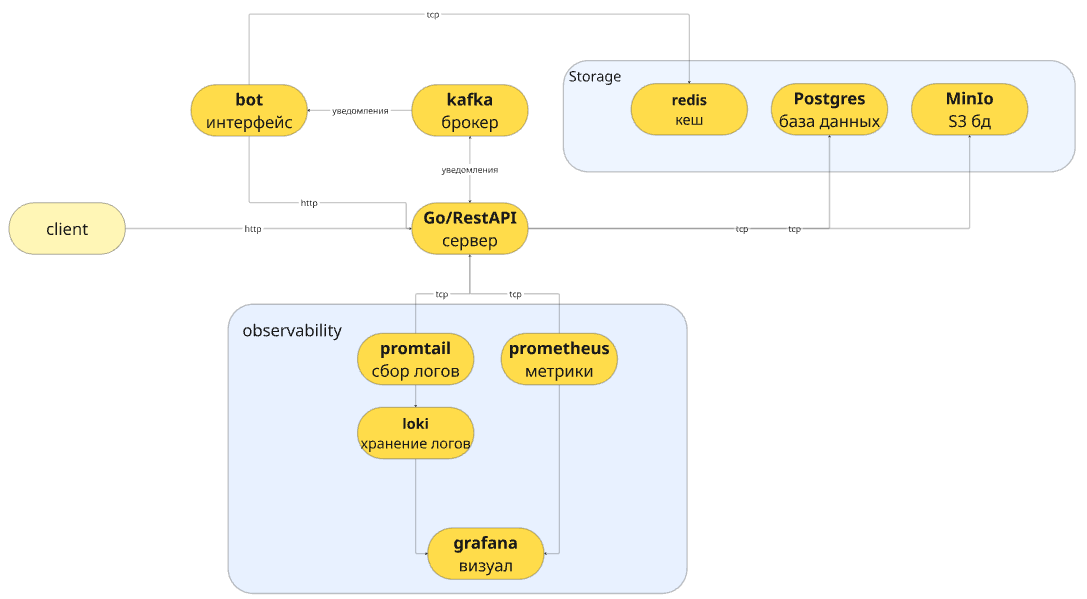 tcp
Storage
bot
интерфейс
уведомления
kafka
брокер
redis
кеш
Postgres
база данных
MinIo
S3 бд
уведомления
http
client
http
Go/RestAPI
сервер
tcp
tcp
tcp
tcp
observability
promtail
сбор логов
prometheus
метрики
loki
хранение логов
grafana
визуал